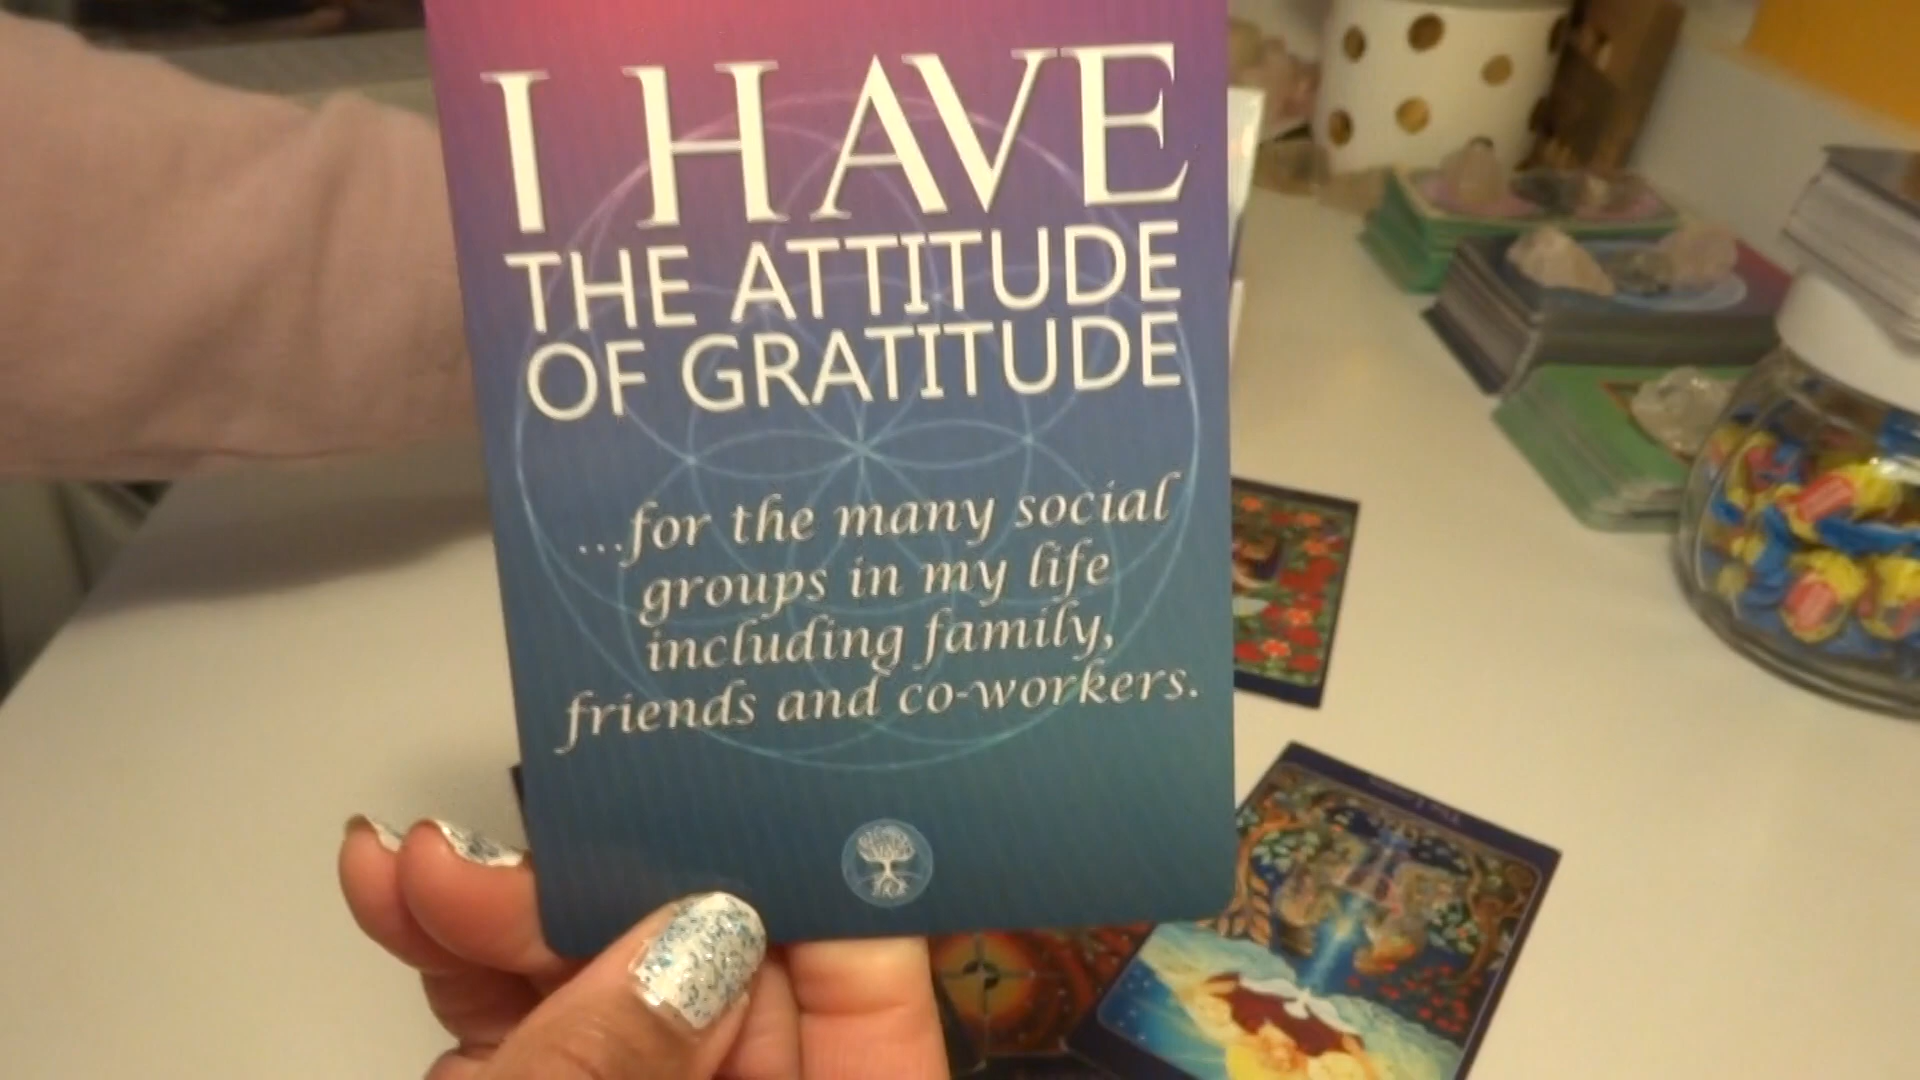 I HAVE
THE ATTITUDE
OF GRATITUDE
...for the many social
groups in my life
including family,
friends and co-workers.